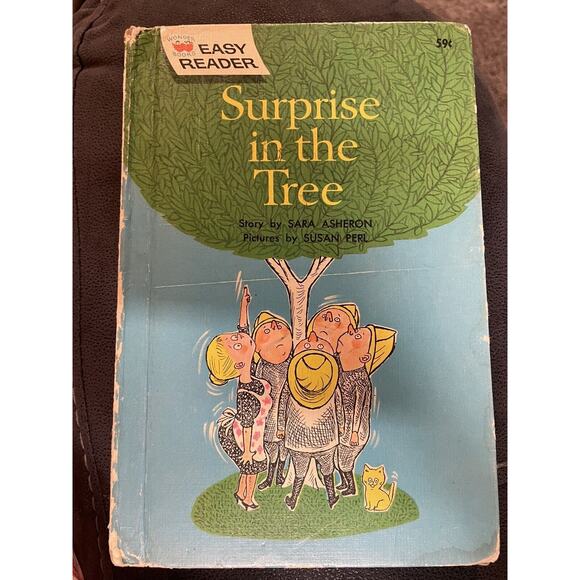 WONDER
BOOKS
EASY
READER
59¢
Surprise
in the
Tree
Story by SARA ASHERON
Pictures by SUSAN PERL